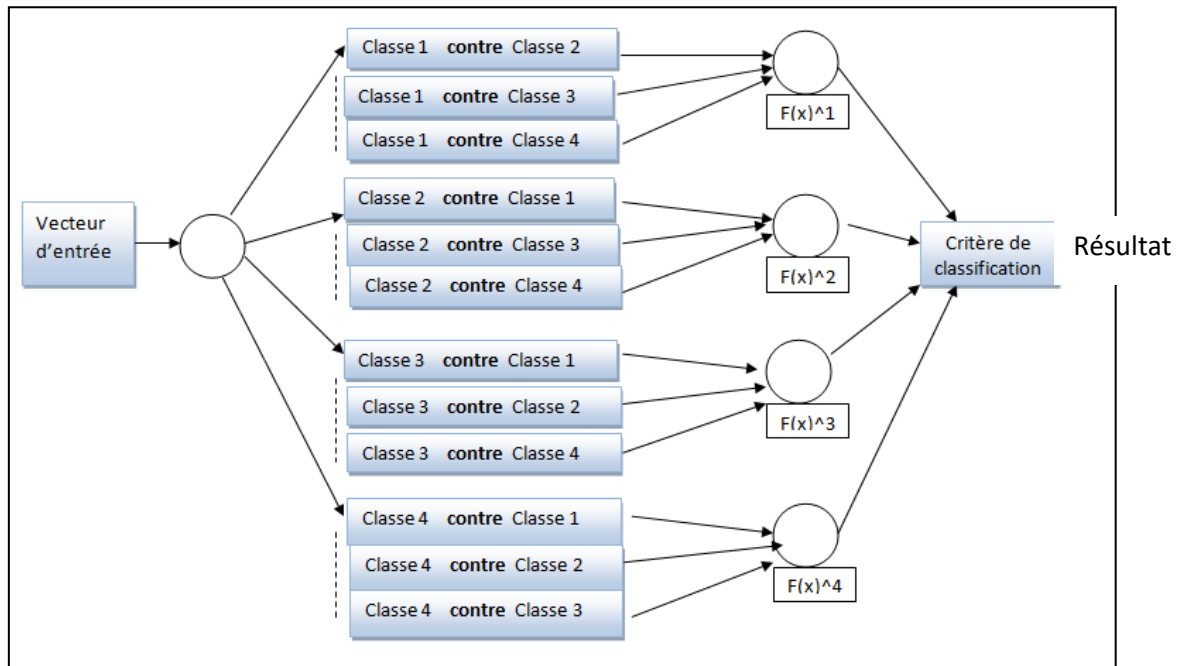 Classe 1 contre Classe 2
Classe 1 contre Classe 3
Classe 1 contre Classe 4
F(x)^1
Classe 2 contre Classe 1
Classe 2 contre Classe 3
Classe 2 contre Classe 4
F(x)^2
Vecteur
d’entrée
Critère de
classification
Résultat
Classe 3 contre Classe 1
Classe 3 contre Classe 2
Classe 3 contre Classe 4
F(x)^3
Classe 4 contre Classe 1
Classe 4 contre Classe 2
Classe 4 contre Classe 3
F(x)^4